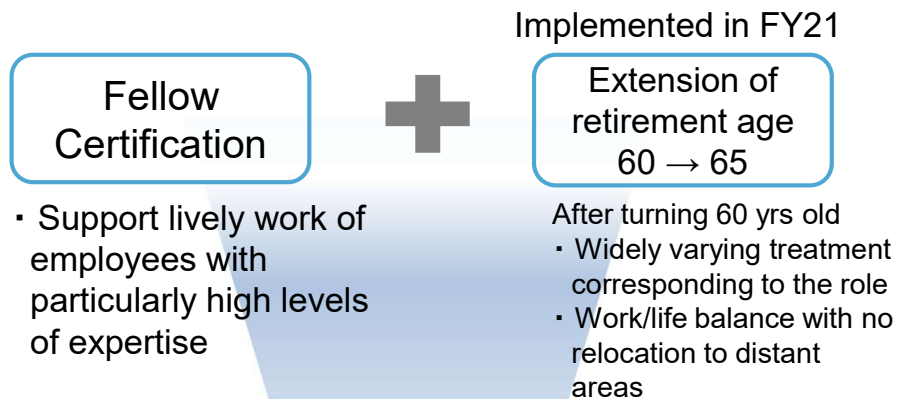 Implemented in FY21
Fellow
Certification
Extension of
retirement age
60 → 65
・Support lively work of
employees with
particularly high levels
of expertise
After turning 60 yrs old
・Widely varying treatment
corresponding to the role
・Work/life balance with no
relocation to distant
areas